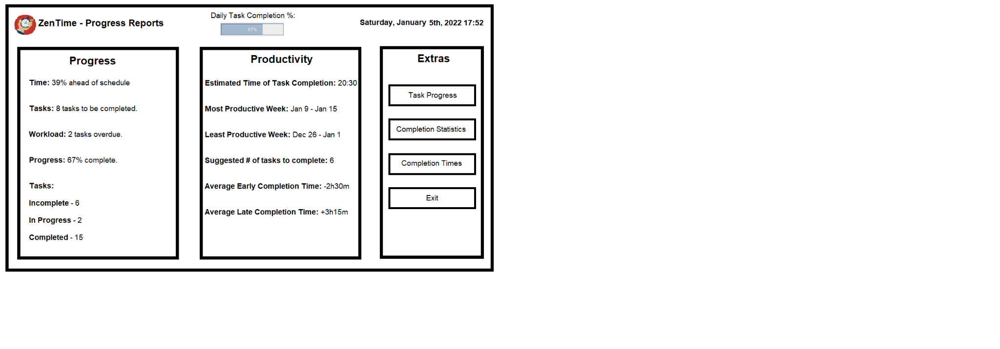 ZenTime - Progress Reports
Daily Task Completion %:
67%
Saturday, January 5th, 2022 17:52
Progress
Time: 39% ahead of schedule
Tasks: 8 tasks to be completed.
Workload: 2 tasks overdue.
Progress: 67% complete.
Tasks:
Incomplete - 6
In Progress - 2
Completed - 15
Productivity
Estimated Time of Task Completion: 20:30
Most Productive Week: Jan 9 - Jan 15
Least Productive Week: Dec 26 - Jan 1
Suggested # of tasks to complete: 6
Average Early Completion Time: -2h30m
Average Late Completion Time: +3h15m
Extras
Task Progress
Completion Statistics
Completion Times
Exit